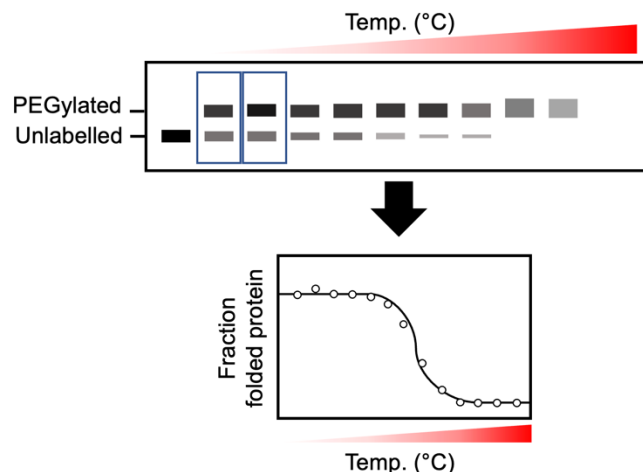 Temp. (°C)
PEGylated
Unlabelled
Fraction
folded protein
Temp. (°C)